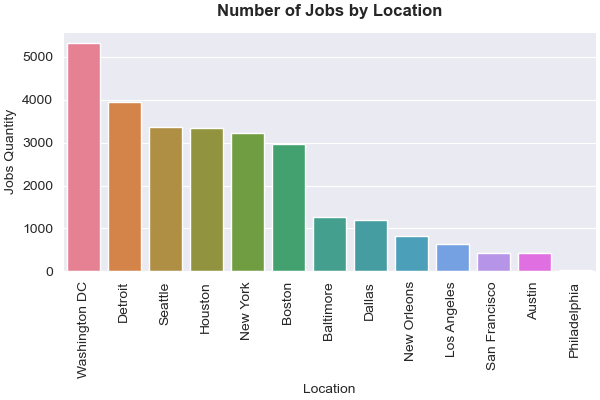 Number of Jobs by Location
Jobs Quantity
5000
4000
3000
2000
1000
0
Washington DC
Detroit
Seattle
Houston
New York
Boston
Baltimore
Dallas
New Orleons
Los Angeles
San Francisco
Austin
Philadelphia
Location